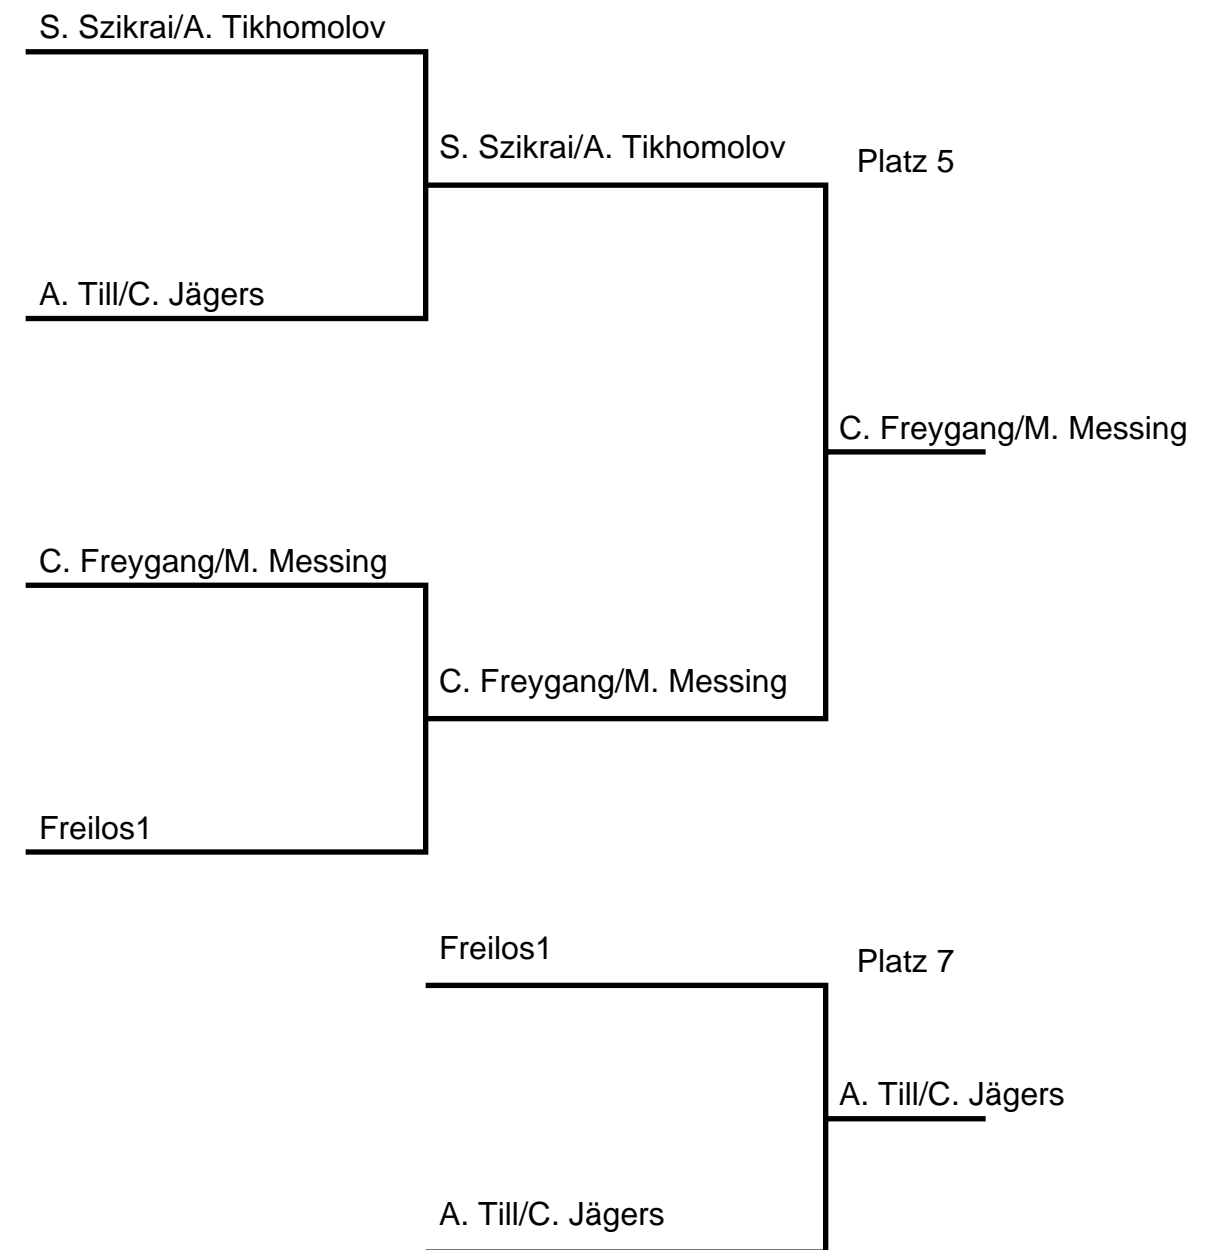 S. Szikrai/A. Tikhomolov
S. Szikrai/A. Tikhomolov
Platz 5
A. Till/C. Jägers
C. Freygang/M. Messing
C. Freygang/M. Messing
C. Freygang/M. Messing
Freilos1
Freilos1
Platz 7
A. Till/C. Jägers
A. Till/C. Jägers